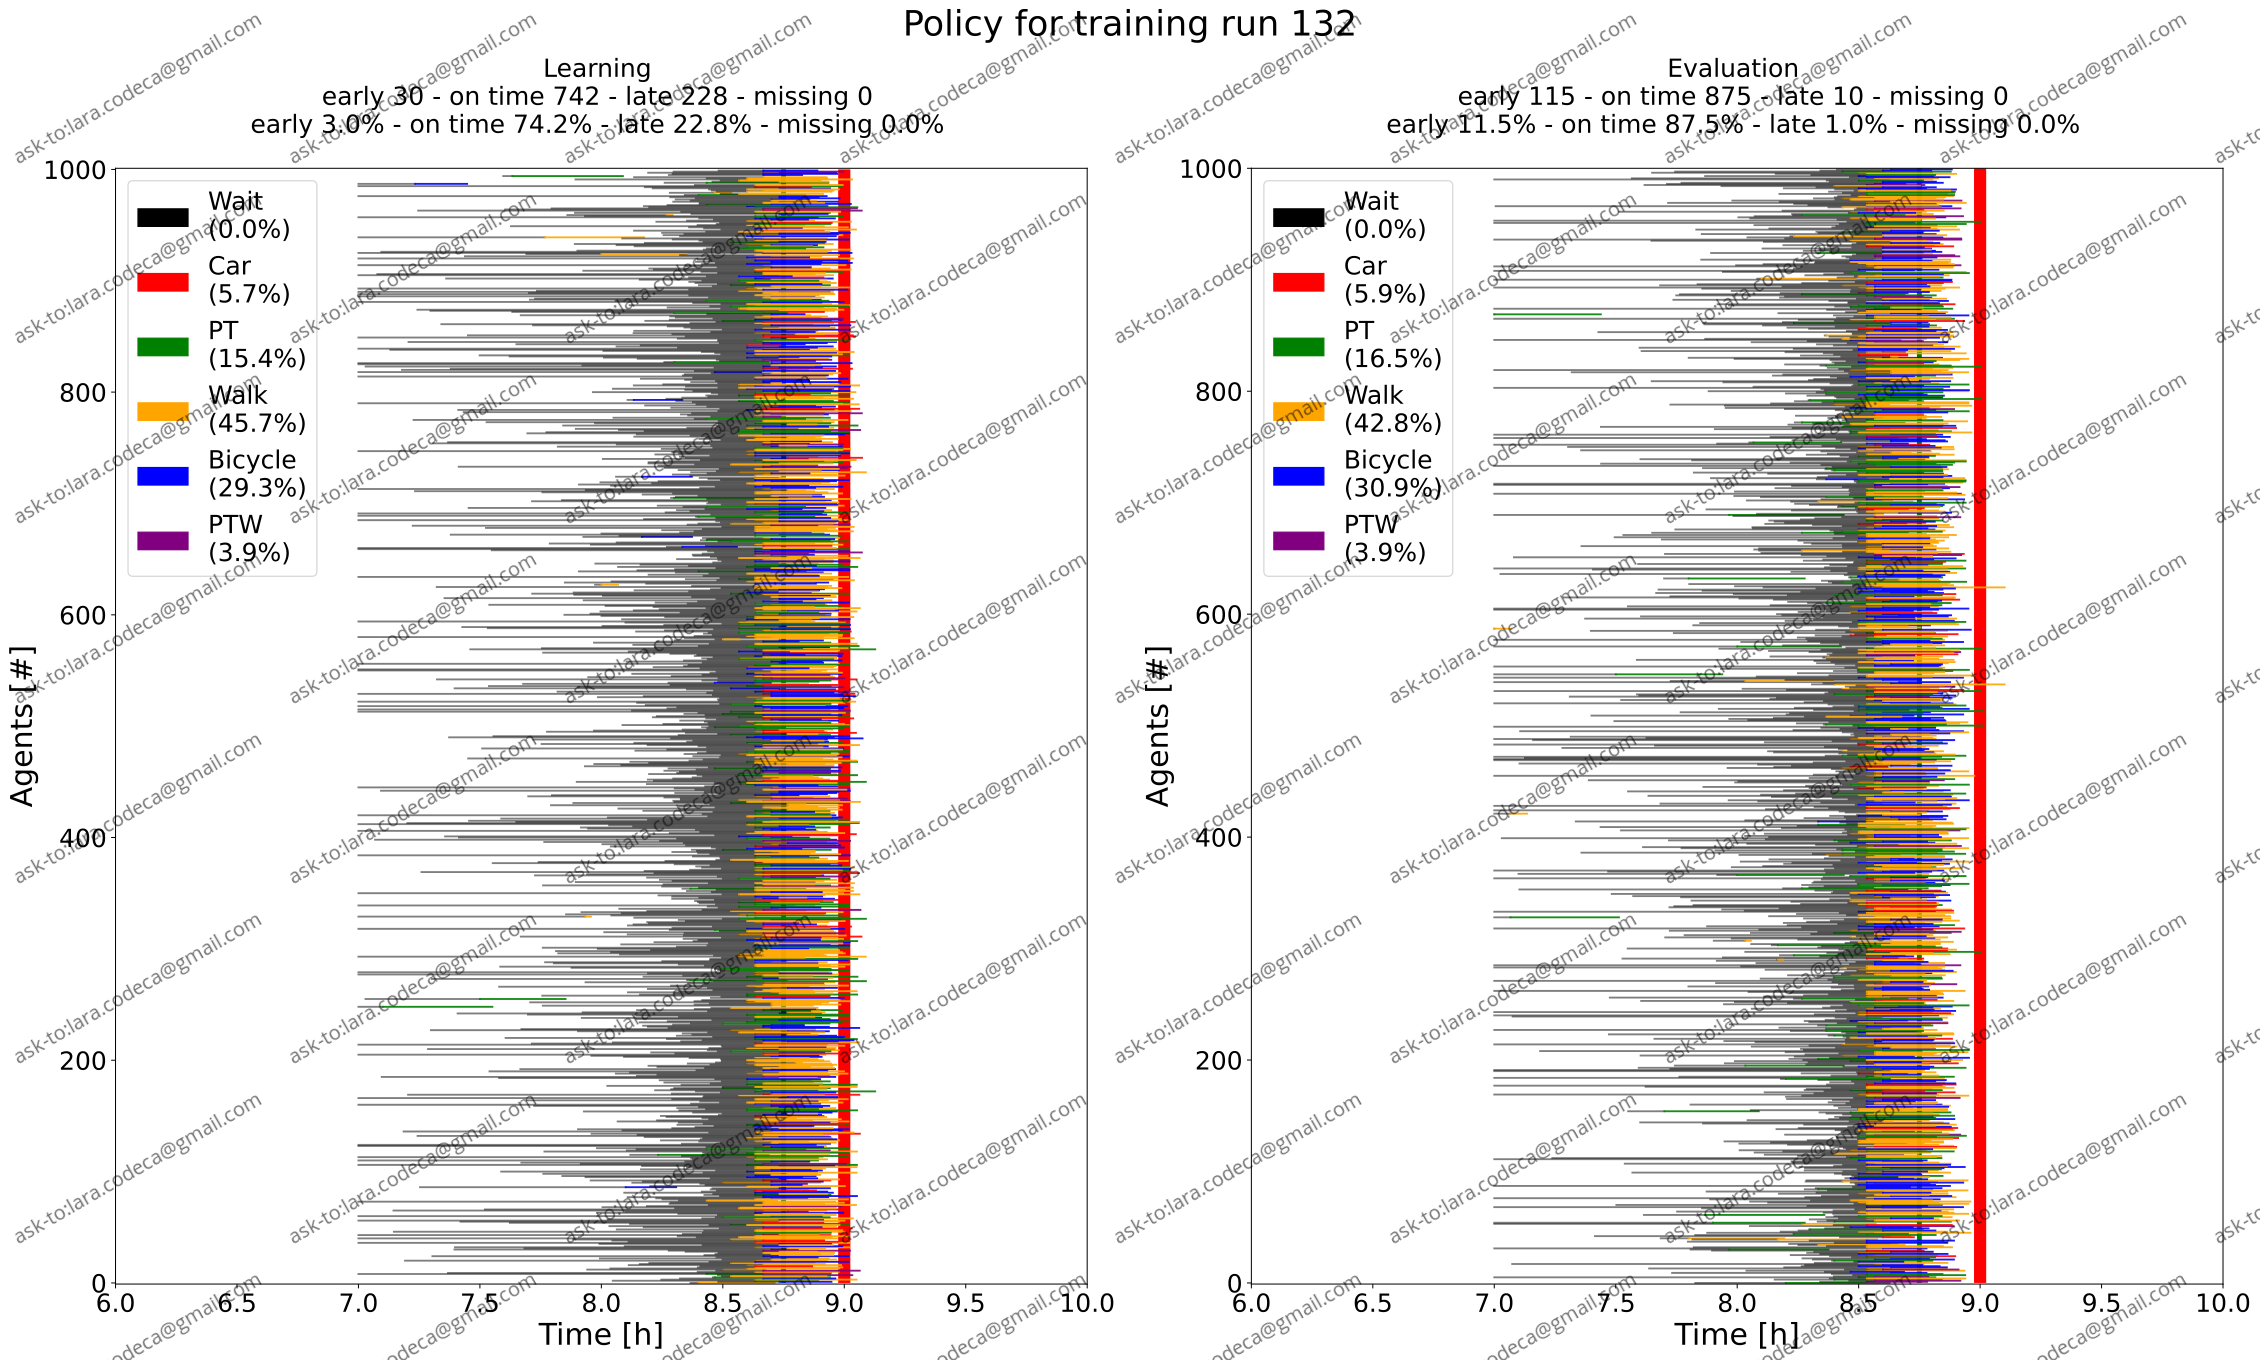 Policy for training run 132
Learning
early 30 - on time 742 - late 228 - missing 0
early 3.0% - on time 74.2% - late 22.8% - missing 0.0%
Agents [#]
1000
800
600
400
200
0
Wait
(0.0%)
Car
(5.7%)
PT
(15.4%)
Walk
(45.7%)
Bicycle
(29.3%)
PTW
(3.9%)
6.0 6.5 7.0 7.5 8.0 8.5 9.0 9.5 10.0
Time [h]
Evaluation
early 115 - on time 875 - late 10 - missing 0
early 11.5% - on time 87.5% - late 1.0% - missing 0.0%
Agents [#]
1000
800
600
400
200
0
Wait
(0.0%)
Car
(5.9%)
PT
(16.5%)
Walk
(42.8%)
Bicycle
(30.9%)
PTW
(3.9%)
6.0 6.5 7.0 7.5 8.0 8.5 9.0 9.5 10.0
Time [h]
ask-to:lara.codeca@gmail.com